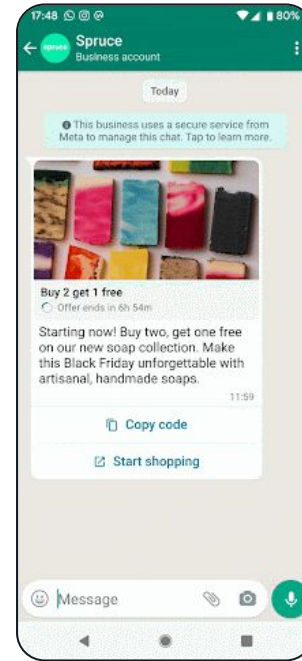 17:48 80%
spruce Spruce
Business account
Today
This business uses a secure service from
Meta to manage this chat. Tap to learn more.
Buy 2 get 1 free
Offer ends in 6h 54m
Starting now! Buy two, get one free
on our new soap collection. Make
this Black Friday unforgettable with
artisanal, handmade soaps.
11:59
Copy code
Start shopping
Message